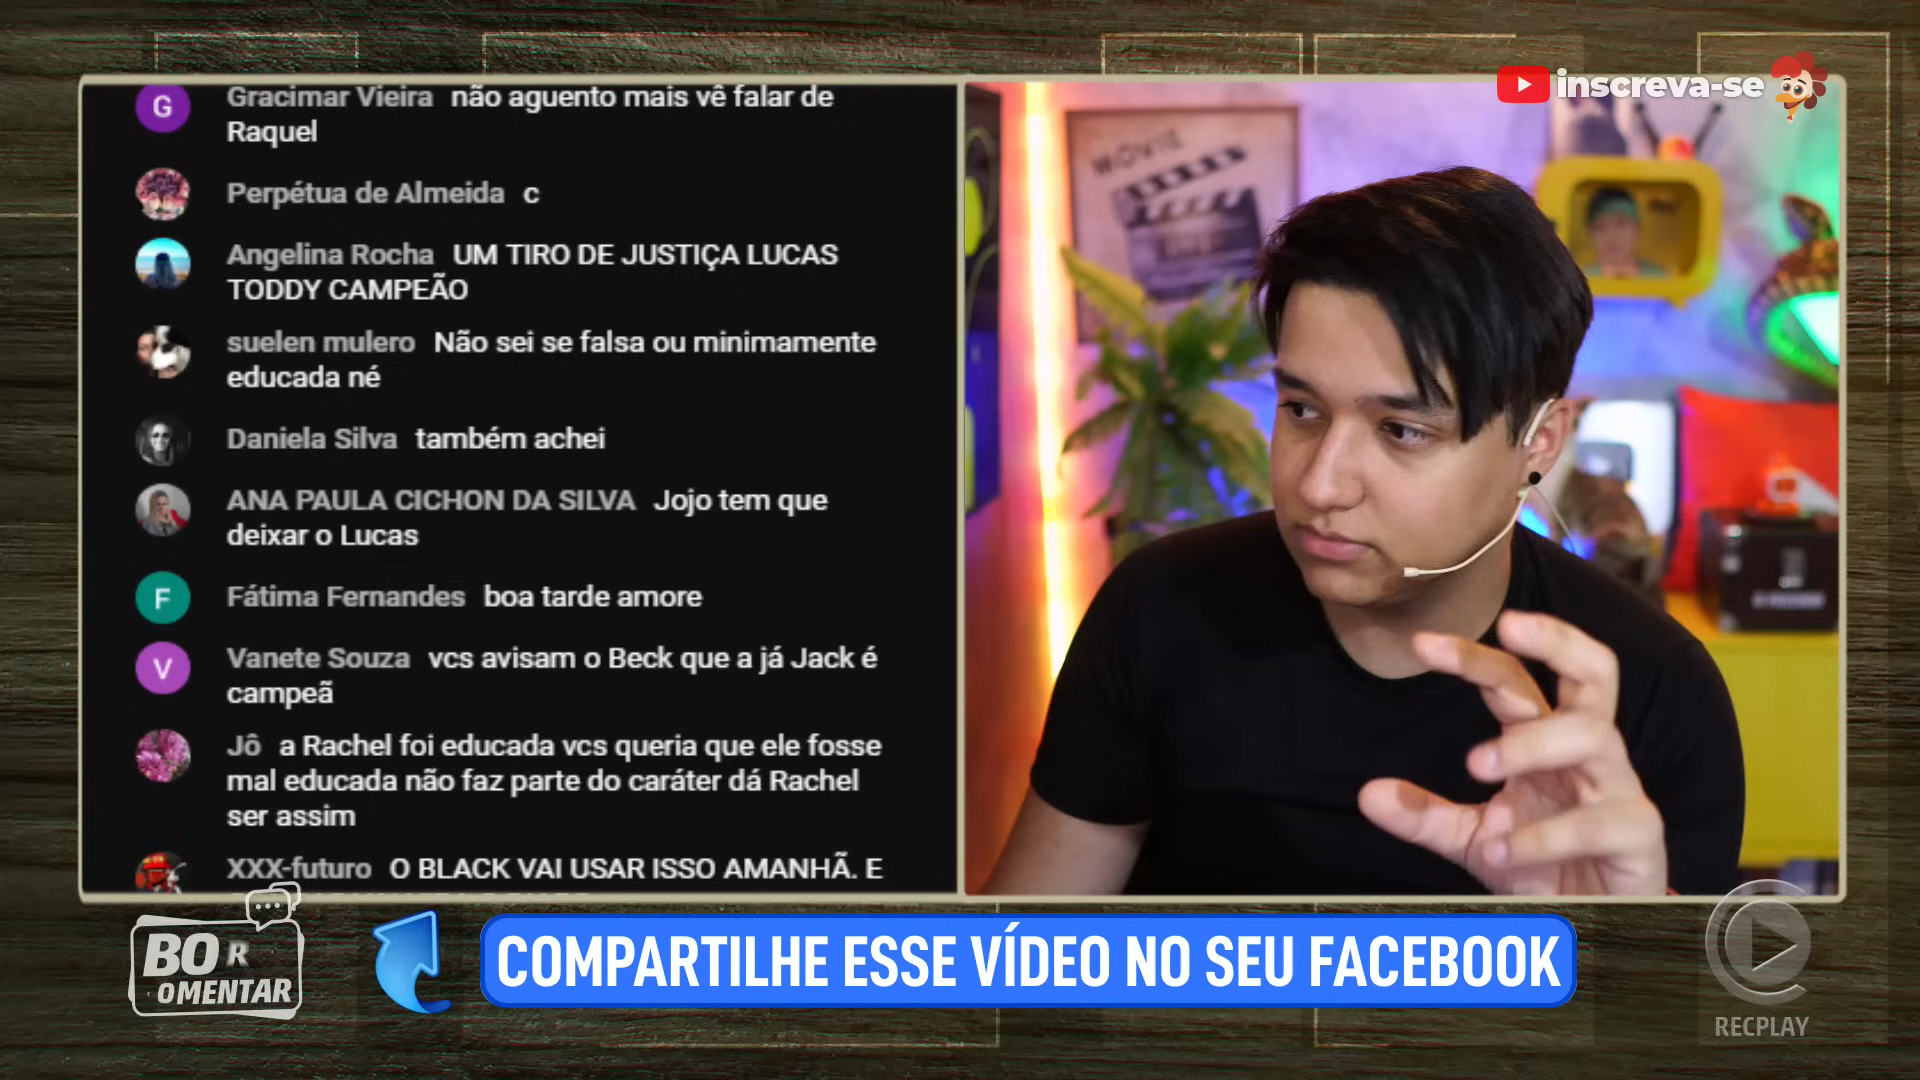 inscreva-se
Gracimar Vieira não aguento mais vê falar de
Raquel
Perpétua de Almeida c
Angelina Rocha UM TIRO DE JUSTIÇA LUCAS
TODDY CAMPEÃO
suelen mulero Não sei se falsa ou minimamente
educada né
Daniela Silva também achei
ANA PAULA CICHON DA SILVA Jojo tem que
deixar o Lucas
Fátima Fernandes boa tarde amore
Vanete Souza vcs avisam o Beck que a já Jack é
campeã
Jô a Rachel foi educada vcs queria que ele fosse
mal educada não faz parte do caráter dá Rachel
ser assim
XXX-futuro O BLACK VAI USAR ISSO AMANHÃ. E
G
F
V
MOVIE
BO R
OMENTAR
COMPARTILHE ESSE VÍDEO NO SEU FACEBOOK
RECPLAY